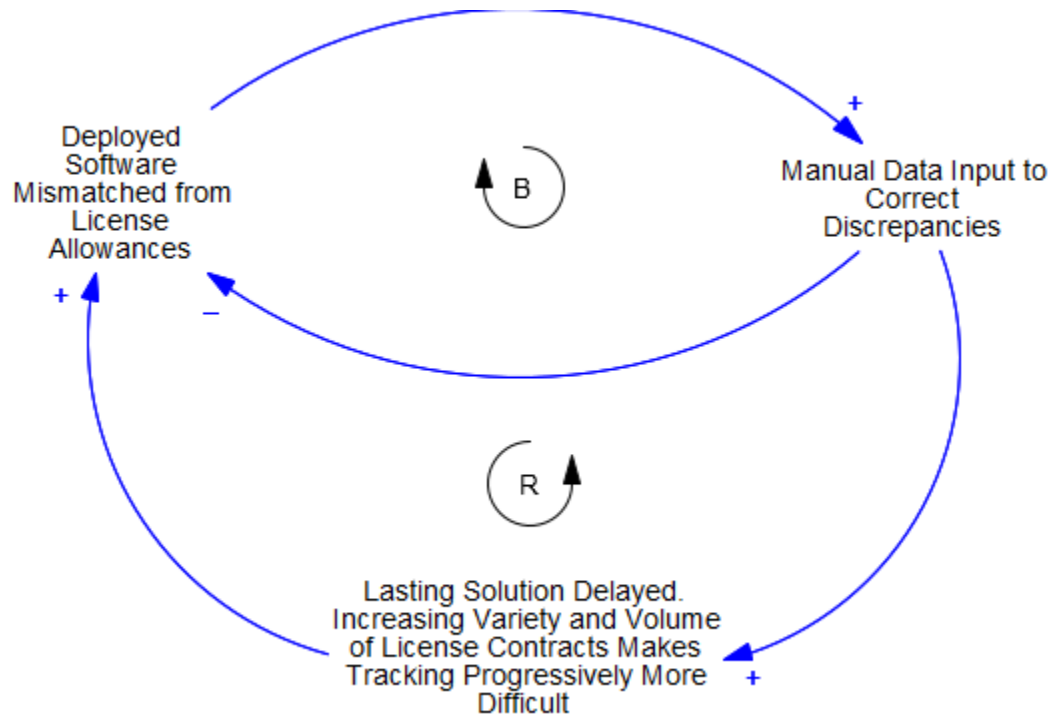 +
Deployed
Software
Mismatched from
License
Allowances
B
Manual Data Input to
Correct
Discrepancies
+
–
R
Lasting Solution Delayed.
Increasing Variety and Volume
of License Contracts Makes
Tracking Progressively More
Difficult
+